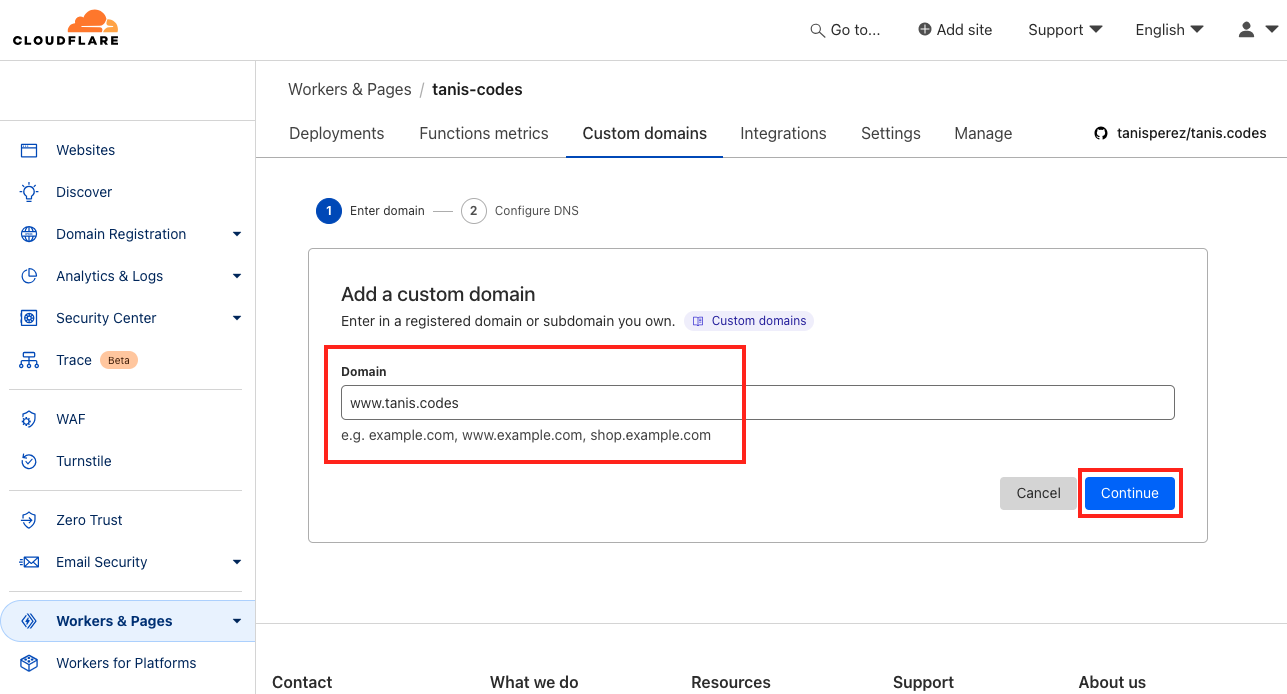 CLOUDFLARE
Go to...
Add site
Support
English
Workers & Pages / tanis-codes
Deployments
Functions metrics
Custom domains
Integrations
Settings
Manage
tanisperez/tanis.codes
Websites
Discover
Domain Registration
Analytics & Logs
Security Center
Trace Beta
WAF
Turnstile
Zero Trust
Email Security
Workers & Pages
Workers for Platforms
1 Enter domain
2 Configure DNS
Add a custom domain
Enter in a registered domain or subdomain you own. Custom domains
Domain
www.tanis.codes
e.g. example.com, www.example.com, shop.example.com
Cancel
Continue
Contact
What we do
Resources
Support
About us